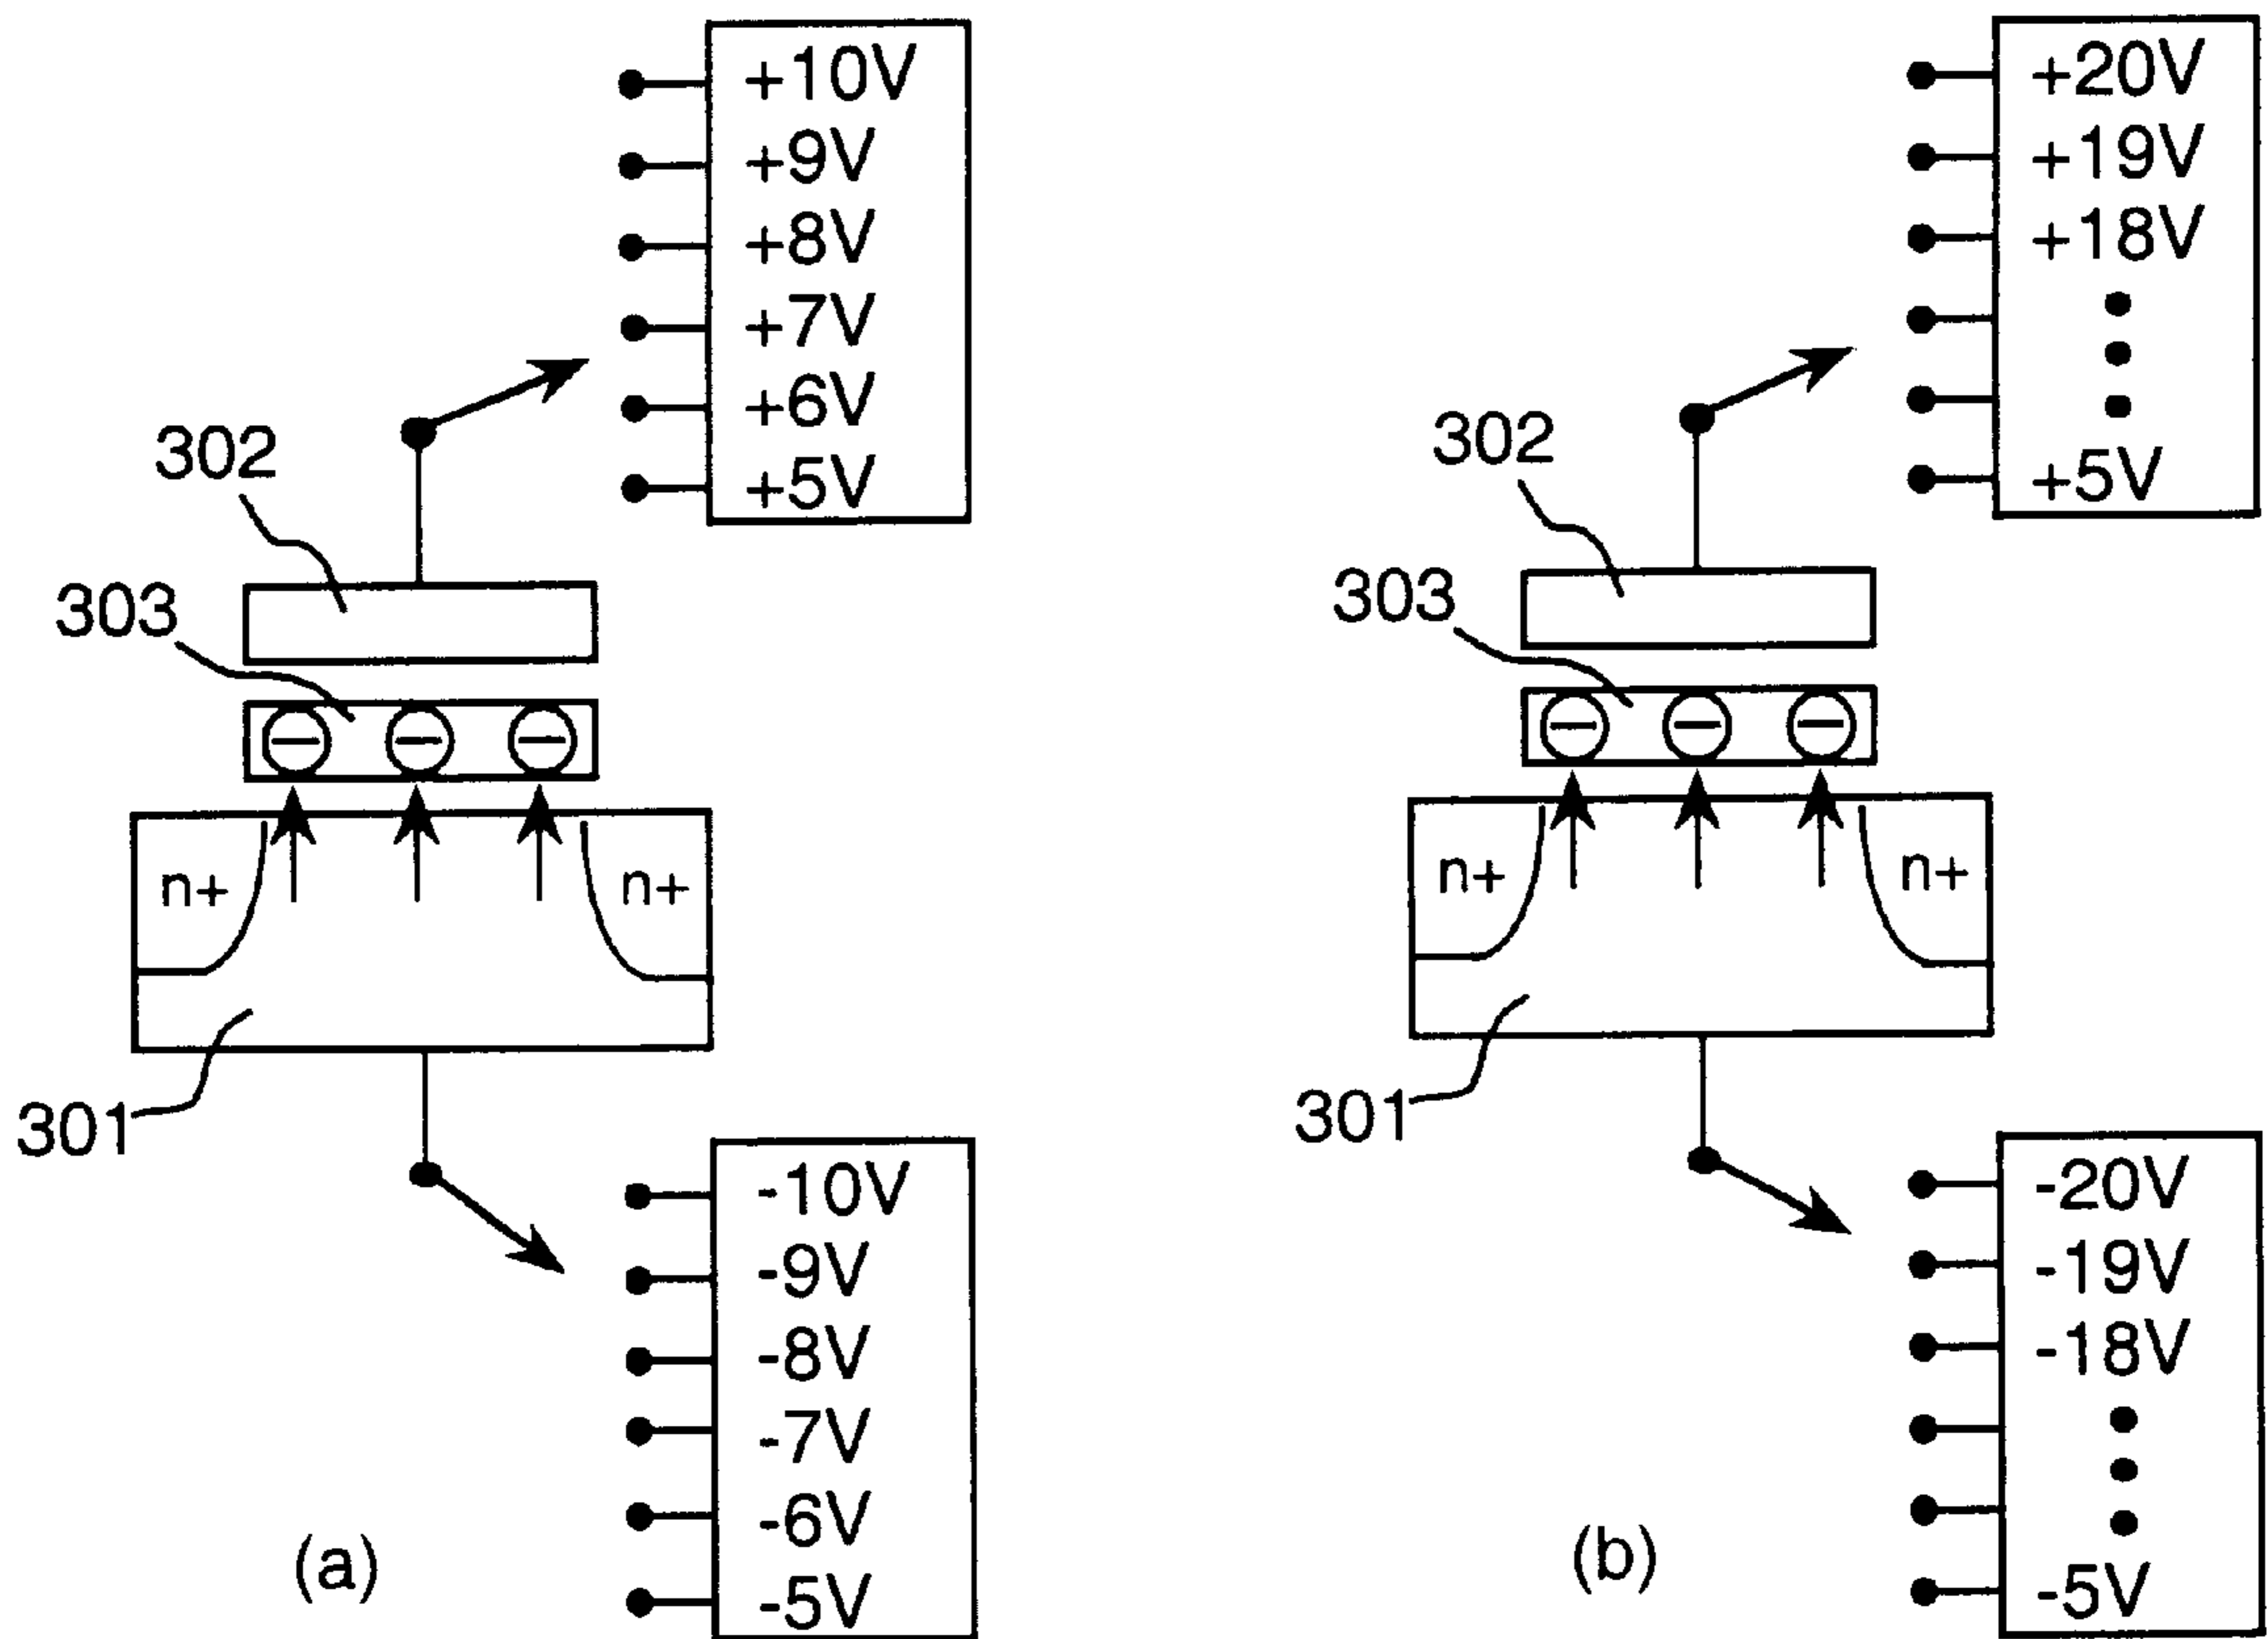 +10V
+9V
+8V
+7V
+6V
+5V
302
303
n+
n+
301
-10V
-9V
-8V
-7V
-6V
-5V
(a)
+20V
+19V
+18V
+5V
302
303
n+
n+
301
-20V
-19V
-18V
-5V
(b)